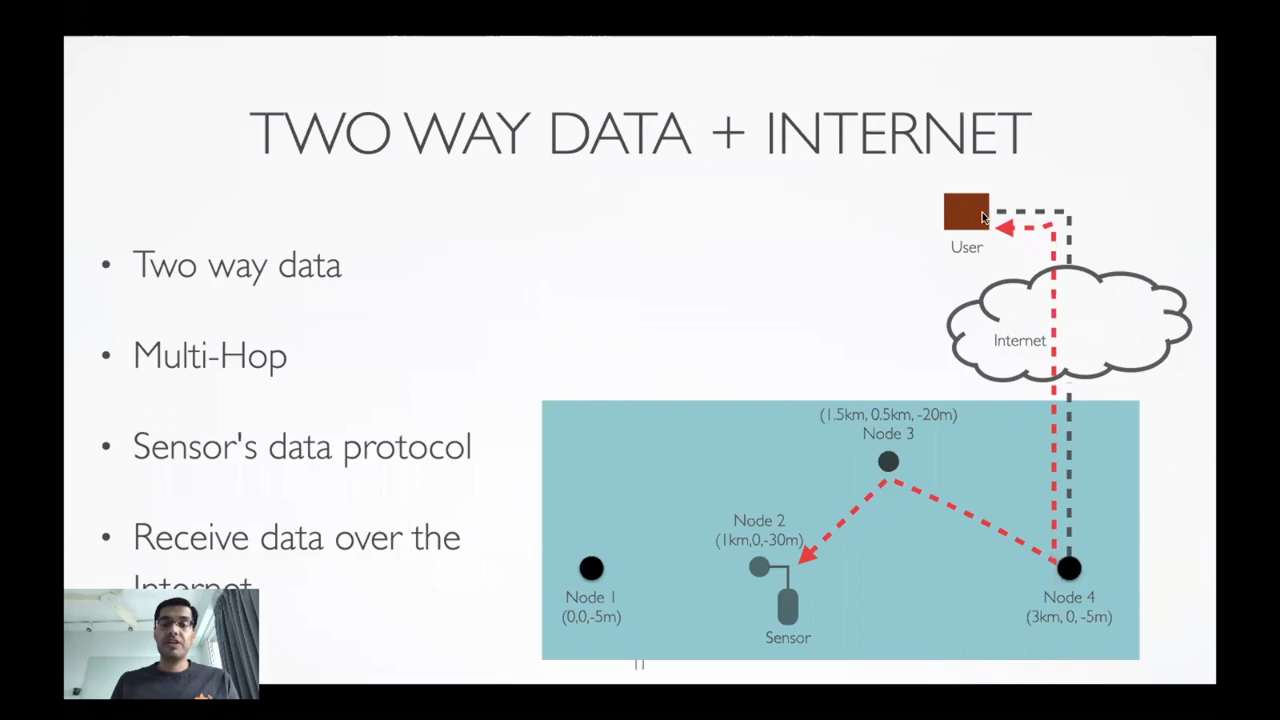 TWO WAY DATA + INTERNET
• Two way data
• Multi-Hop
• Sensor's data protocol
• Receive data over the
Internet
User
Internet
(1.5km, 0.5km, -20m)
Node 3
Node 2
(1km,0,-30m)
Node 1
(0,0,-5m)
Sensor
Node 4
(3km, 0, -5m)